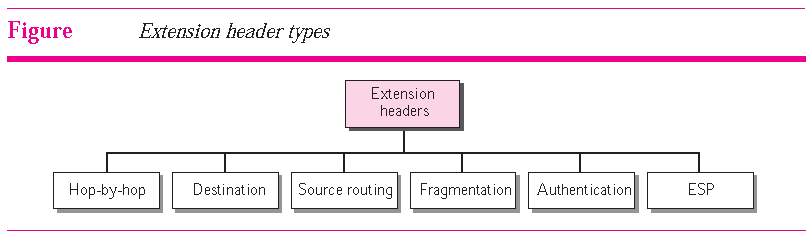 Figure Extension header types
Extension
headers
Hop-by-hop Destination Source routing Fragmentation Authentication ESP